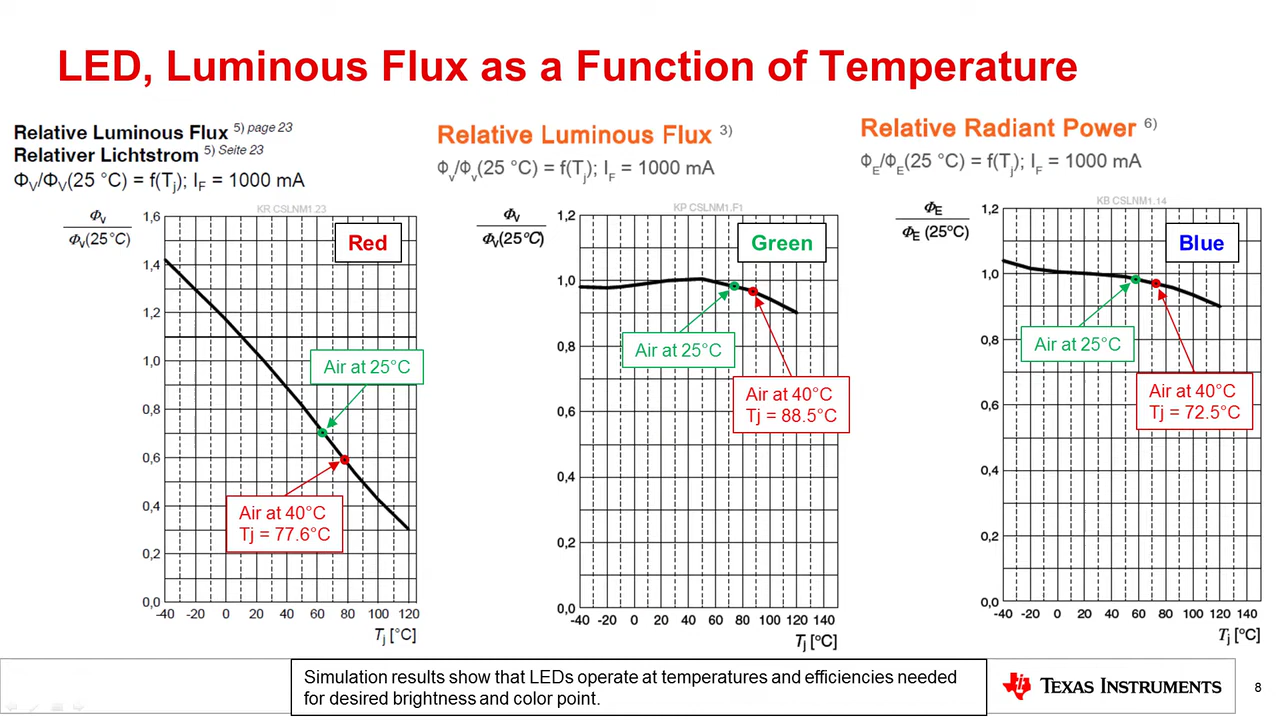 LED, Luminous Flux as a Function of Temperature
Relative Luminous Flux 5) page 23
Relativer Lichtstrom 5) Seite 23
ΦV/ΦV(25 °C) = f(Tj); IF = 1000 mA
KR CSLNM1.23
ΦV
ΦV(25°C)
1,6
1,4
1,2
1,0
0,8
0,6
0,4
0,2
0,0
-40 -20 0 20 40 60 80 100 120
Tj [°C]
Red
Air at 25°C
Air at 40°C
Tj = 77.6°C
Relative Luminous Flux 3)
Φv/Φv(25 °C) = f(Tj); IF = 1000 mA
KP CSLNM1.F1
ΦV
ΦV(25°C)
1,2
1,0
0,8
0,6
0,4
0,2
0,0
-40 -20 0 20 40 60 80 100 120 140
Tj [°C]
Green
Air at 25°C
Air at 40°C
Tj = 88.5°C
Relative Radiant Power 6)
ΦE/ΦE(25 °C) = f(Tj); IF = 1000 mA
KB CSLNM1.14
ΦE
ΦE (25°C)
1,2
1,0
0,8
0,6
0,4
0,2
0,0
-40 -20 0 20 40 60 80 100 120 140
Tj [°C]
Blue
Air at 25°C
Air at 40°C
Tj = 72.5°C
Simulation results show that LEDs operate at temperatures and efficiencies needed
for desired brightness and color point.
TEXAS INSTRUMENTS
8